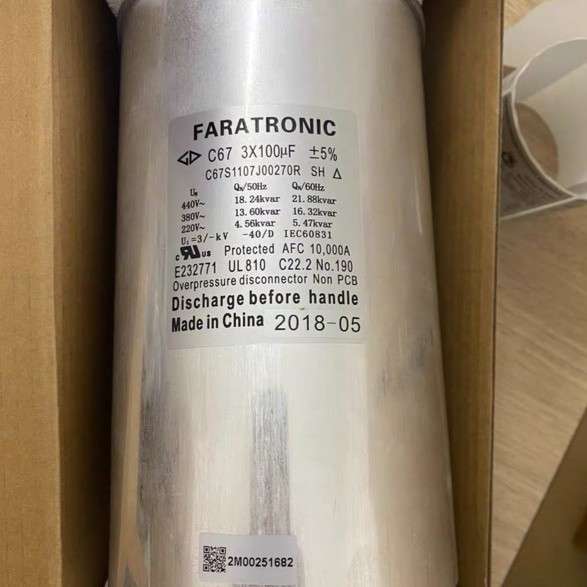 FARATRONIC
C67 3X100μF ±5%
C67S1107J00270R SH Δ
Uₙ Qₙ/50Hz Qₙ/60Hz
440V~ 18.24kvar 21.88kvar
380V~ 13.60kvar 16.32kvar
220V~ 4.56kvar 5.47kvar
Uᵢ=3/-kV -40/D IEC60831
c RU us Protected AFC 10,000A
E232771 UL810 C22.2 No.190
Overpressure disconnector Non PCB
Discharge before handle
Made in China 2018-05
2M00251682